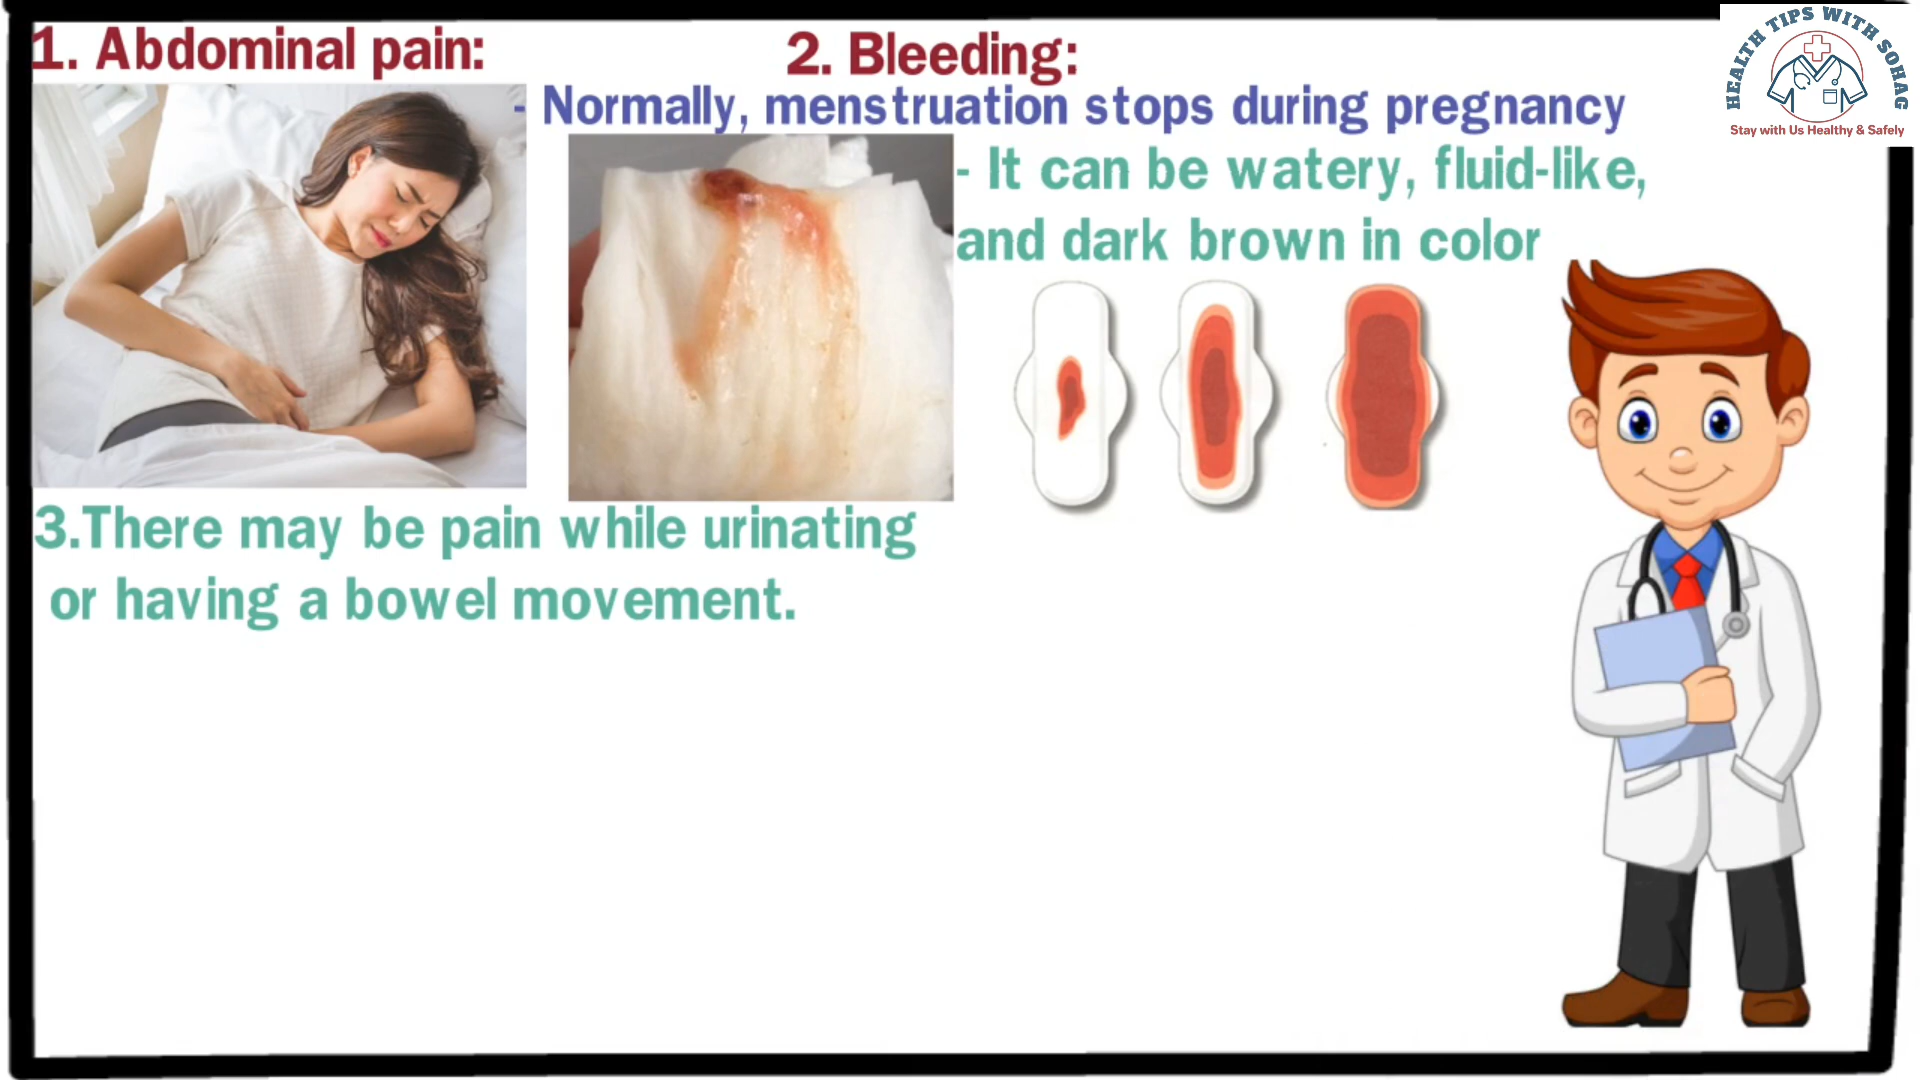 1. Abdominal pain:
2. Bleeding:
- Normally, menstruation stops during pregnancy
- It can be watery, fluid-like,
and dark brown in color
3.There may be pain while urinating
or having a bowel movement.
HEALTH TIPS WITH SOHAG
Stay with Us Healthy & Safely